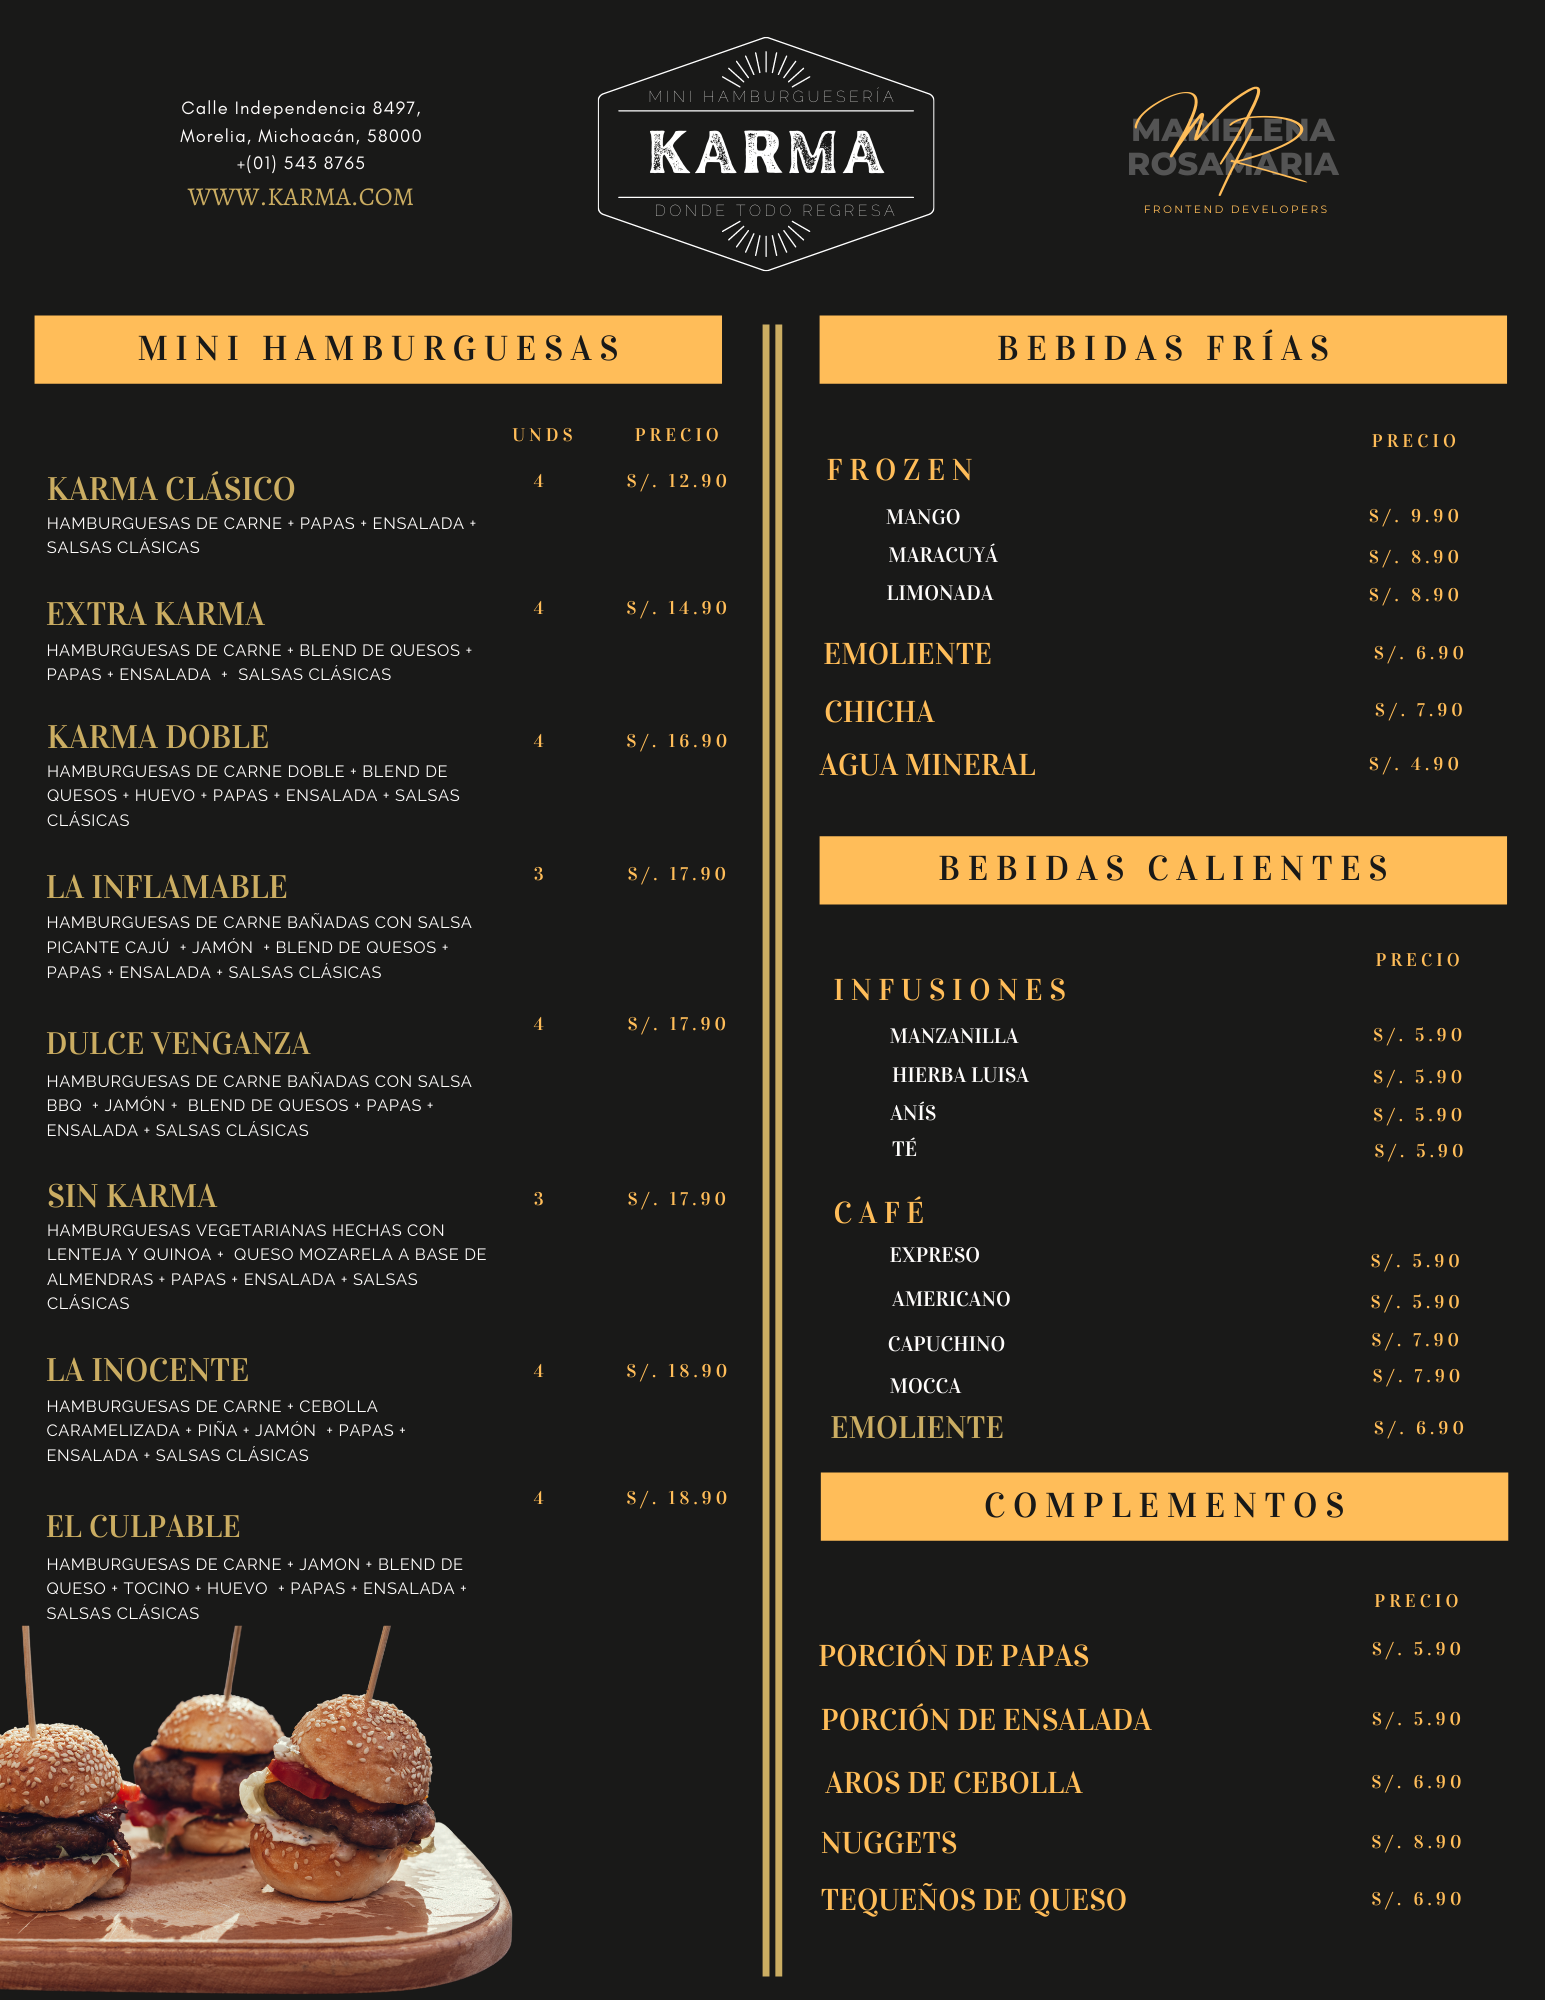 Calle Independencia 8497,
Morelia, Michoacán, 58000
+(01) 543 8765
WWW.KARMA.COM
MINI HAMBURGUESERÍA
KARMA
DONDE TODO REGRESA
MARIELENA
ROSAMARIA
MR
FRONTEND DEVELOPERS
MINI HAMBURGUESAS
UNDS PRECIO
KARMA CLÁSICO 4 S/. 12.90
HAMBURGUESAS DE CARNE + PAPAS + ENSALADA +
SALSAS CLÁSICAS
EXTRA KARMA 4 S/. 14.90
HAMBURGUESAS DE CARNE + BLEND DE QUESOS +
PAPAS + ENSALADA + SALSAS CLÁSICAS
KARMA DOBLE 4 S/. 16.90
HAMBURGUESAS DE CARNE DOBLE + BLEND DE
QUESOS + HUEVO + PAPAS + ENSALADA + SALSAS
CLÁSICAS
LA INFLAMABLE 3 S/. 17.90
HAMBURGUESAS DE CARNE BAÑADAS CON SALSA
PICANTE CAJÚ + JAMÓN + BLEND DE QUESOS +
PAPAS + ENSALADA + SALSAS CLÁSICAS
DULCE VENGANZA 4 S/. 17.90
HAMBURGUESAS DE CARNE BAÑADAS CON SALSA
BBQ + JAMÓN + BLEND DE QUESOS + PAPAS +
ENSALADA + SALSAS CLÁSICAS
SIN KARMA 3 S/. 17.90
HAMBURGUESAS VEGETARIANAS HECHAS CON
LENTEJA Y QUINOA + QUESO MOZARELA A BASE DE
ALMENDRAS + PAPAS + ENSALADA + SALSAS
CLÁSICAS
LA INOCENTE 4 S/. 18.90
HAMBURGUESAS DE CARNE + CEBOLLA
CARAMELIZADA + PIÑA + JAMÓN + PAPAS +
ENSALADA + SALSAS CLÁSICAS
EL CULPABLE 4 S/. 18.90
HAMBURGUESAS DE CARNE + JAMON + BLEND DE
QUESO + TOCINO + HUEVO + PAPAS + ENSALADA +
SALSAS CLÁSICAS
BEBIDAS FRÍAS
PRECIO
FROZEN
MANGO S/. 9.90
MARACUYÁ S/. 8.90
LIMONADA S/. 8.90
EMOLIENTE S/. 6.90
CHICHA S/. 7.90
AGUA MINERAL S/. 4.90
BEBIDAS CALIENTES
PRECIO
INFUSIONES
MANZANILLA S/. 5.90
HIERBA LUISA S/. 5.90
ANÍS S/. 5.90
TÉ S/. 5.90
CAFÉ
EXPRESO S/. 5.90
AMERICANO S/. 5.90
CAPUCHINO S/. 7.90
MOCCA S/. 7.90
EMOLIENTE S/. 6.90
COMPLEMENTOS
PRECIO
PORCIÓN DE PAPAS S/. 5.90
PORCIÓN DE ENSALADA S/. 5.90
AROS DE CEBOLLA S/. 6.90
NUGGETS S/. 8.90
TEQUEÑOS DE QUESO S/. 6.90